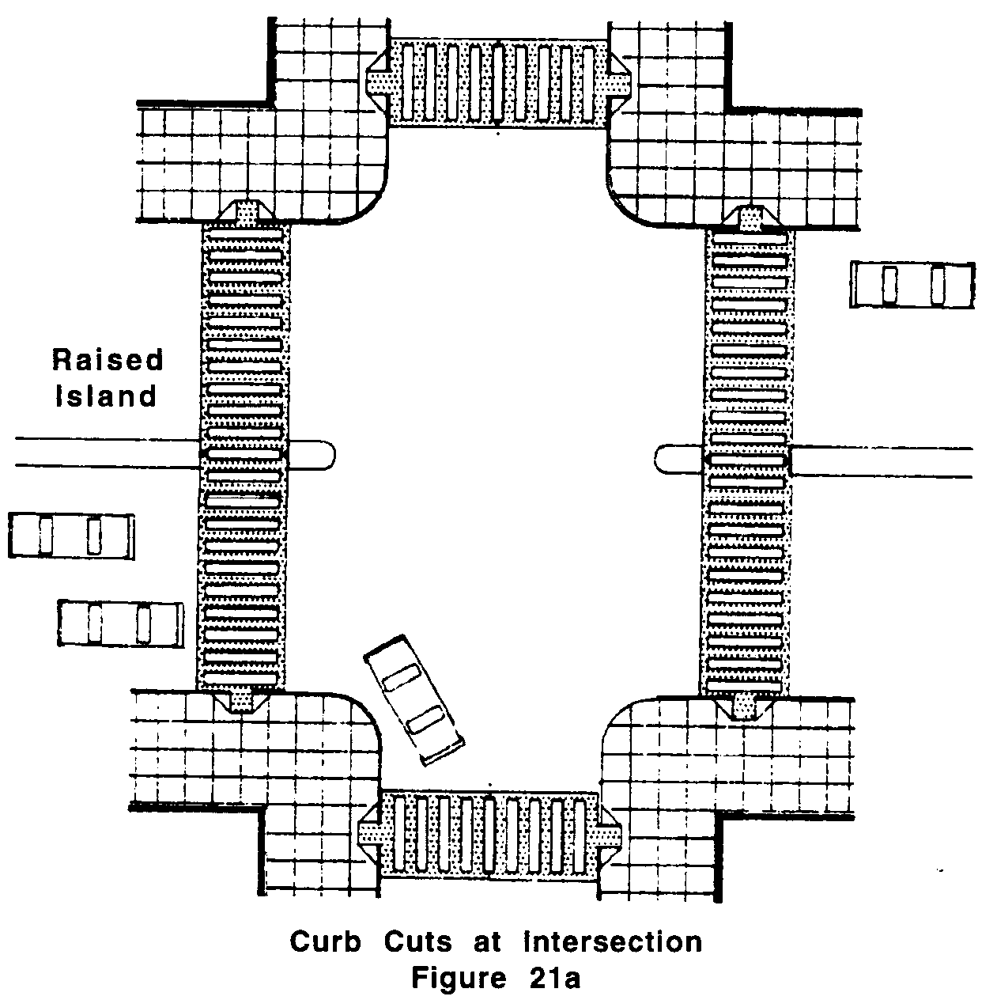 Raised
Island
Curb Cuts at Intersection
Figure 21a